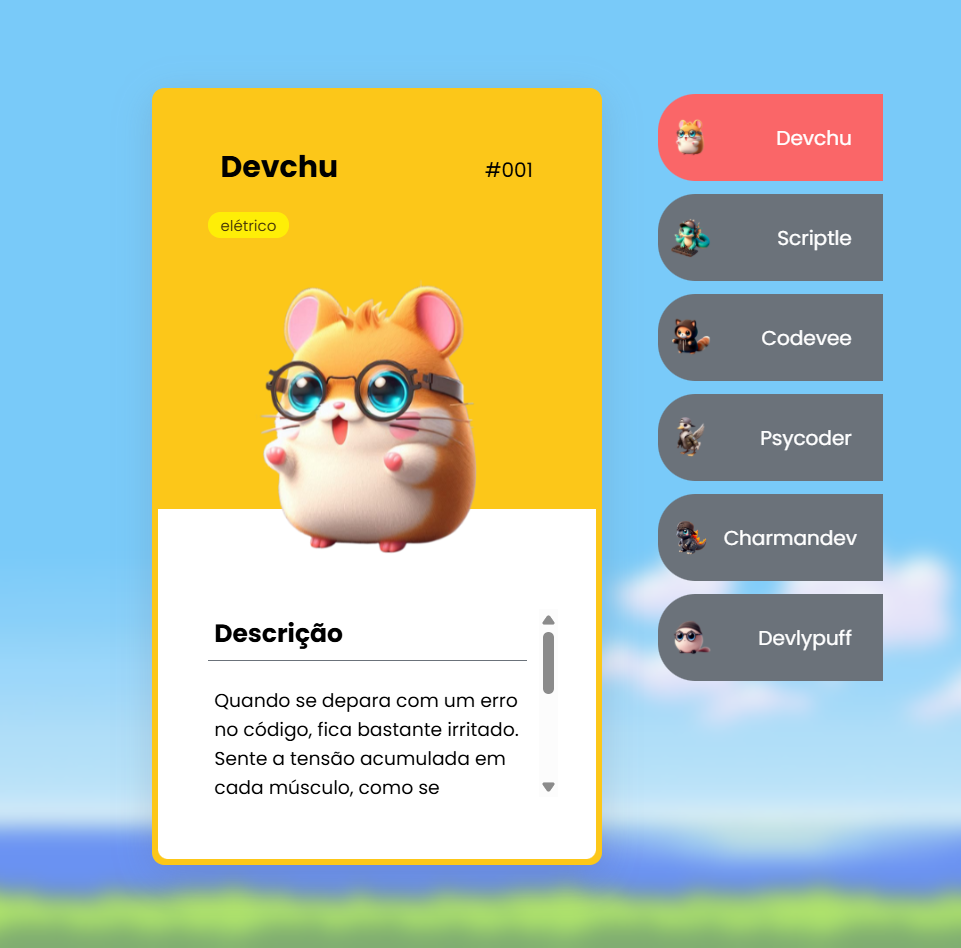 Devchu
#001
elétrico
Descrição
Quando se depara com um erro
no código, fica bastante irritado.
Sente a tensão acumulada em
cada músculo, como se
Devchu
Scriptle
Codevee
Psycoder
Charmandev
Devlypuff